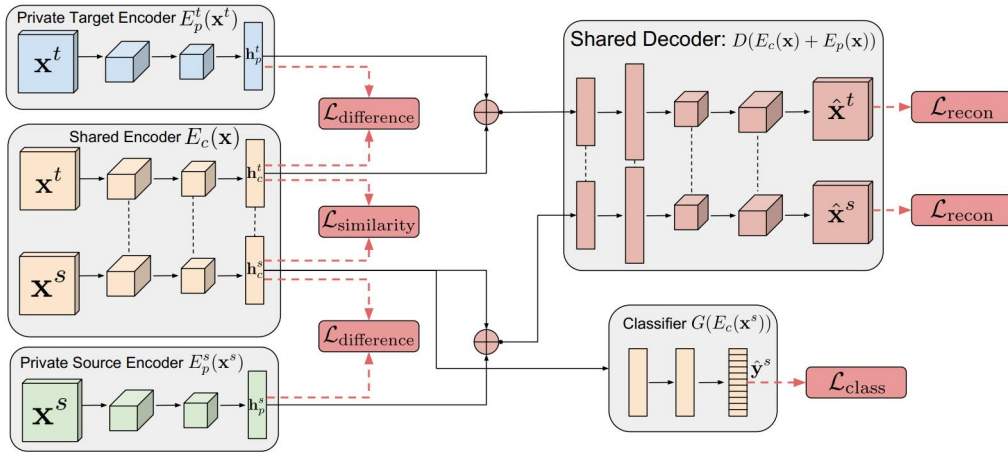 Private Target Encoder $E_p^t(\mathbf{x}^t)$
$\mathbf{x}^t$
$\mathbf{h}_p^t$
$\mathcal{L}_{\text{difference}}$
Shared Encoder $E_c(\mathbf{x})$
$\mathbf{x}^t$
$\mathbf{h}_c^t$
$\mathcal{L}_{\text{similarity}}$
$\mathbf{x}^s$
$\mathbf{h}_c^s$
$\mathcal{L}_{\text{difference}}$
Private Source Encoder $E_p^s(\mathbf{x}^s)$
$\mathbf{x}^s$
$\mathbf{h}_p^s$
Shared Decoder: $D(E_c(\mathbf{x}) + E_p(\mathbf{x}))$
$\hat{\mathbf{x}}^t$
$\mathcal{L}_{\text{recon}}$
$\hat{\mathbf{x}}^s$
$\mathcal{L}_{\text{recon}}$
Classifier $G(E_c(\mathbf{x}^s))$
$\hat{\mathbf{y}}^s$
$\mathcal{L}_{\text{class}}$